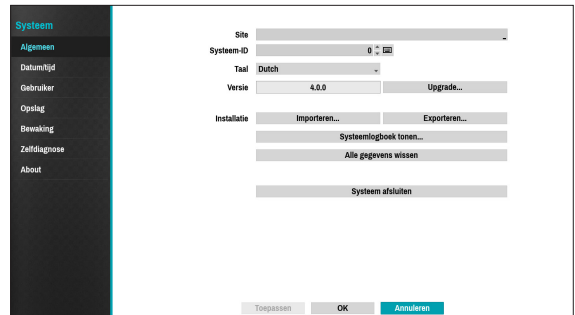 Systeem
Algemeen
Datum/tijd
Gebruiker
Opslag
Bewaking
Zelfdiagnose
About
Site
Systeem-ID 0
Taal Dutch
Versie 4.0.0 Upgrade...
Installatie Importeren... Exporteren...
Systeemlogboek tonen...
Alle gegevens wissen
Systeem afsluiten
Toepassen OK Annuleren